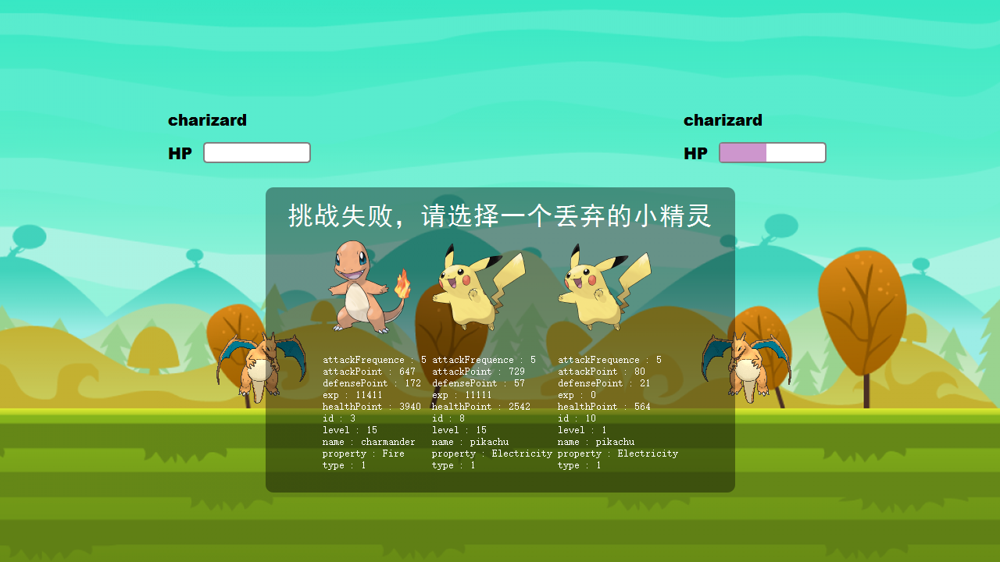 charizard
HP
charizard
HP
挑战失败，请选择一个丢弃的小精灵
attackFrequence : 5
attackPoint : 647
defensePoint : 172
exp : 11411
healthPoint : 3940
id : 3
level : 15
name : charmander
property : Fire
type : 1
attackFrequence : 5
attackPoint : 729
defensePoint : 57
exp : 11111
healthPoint : 2542
id : 8
level : 15
name : pikachu
property : Electricity
type : 1
attackFrequence : 5
attackPoint : 80
defensePoint : 21
exp : 0
healthPoint : 564
id : 10
level : 1
name : pikachu
property : Electricity
type : 1